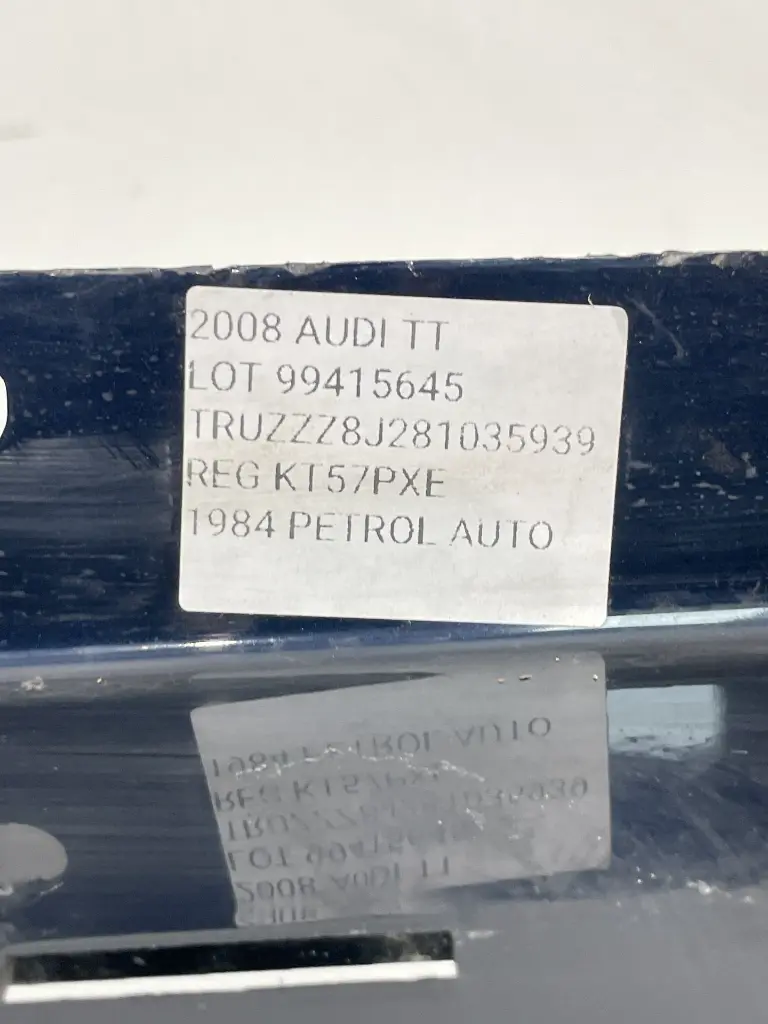 2008 AUDI TT
LOT 99415645
TRUZZZ8J281035939
REG KT57PXE
1984 PETROL AUTO